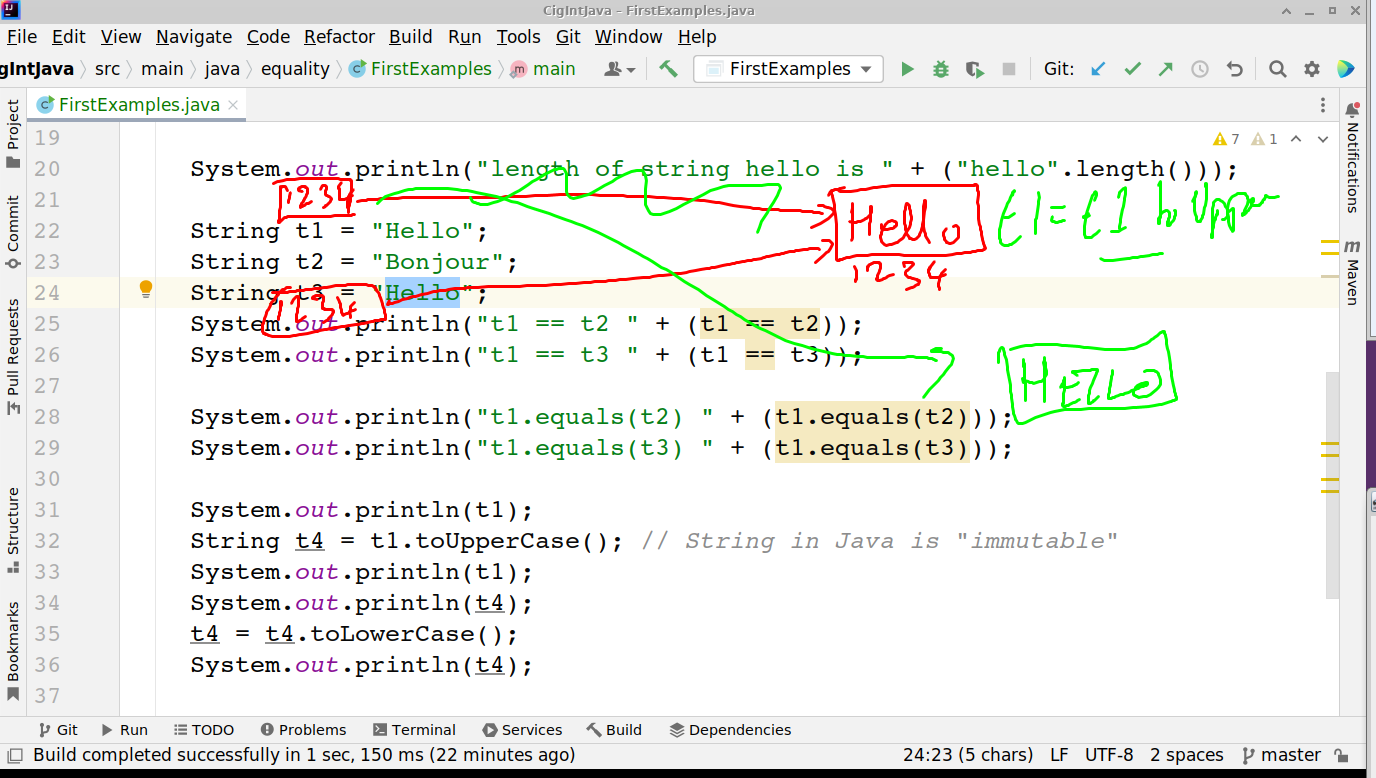 CigIntJava – FirstExamples.java
File Edit View Navigate Code Refactor Build Run Tools Git Window Help
gIntJava src main java equality FirstExamples main FirstExamples Git:
FirstExamples.java
Project
Commit
Pull Requests
Structure
Bookmarks
Notifications
Maven
7 1
19
20 System.out.println("length of string hello is " + ("hello".length()));
21
22 String t1 = "Hello";
23 String t2 = "Bonjour";
24 String t3 = "Hello";
25 System.out.println("t1 == t2 " + (t1 == t2));
26 System.out.println("t1 == t3 " + (t1 == t3));
27
28 System.out.println("t1.equals(t2) " + (t1.equals(t2)));
29 System.out.println("t1.equals(t3) " + (t1.equals(t3)));
30
31 System.out.println(t1);
32 String t4 = t1.toUpperCase(); // String in Java is "immutable"
33 System.out.println(t1);
34 System.out.println(t4);
35 t4 = t4.toLowerCase();
36 System.out.println(t4);
37
1234
Hello
1234
1234
t1 = t1 to Upper
HELLO
Git Run TODO Problems Terminal Services Build Dependencies
Build completed successfully in 1 sec, 150 ms (22 minutes ago) 24:23 (5 chars) LF UTF-8 2 spaces master